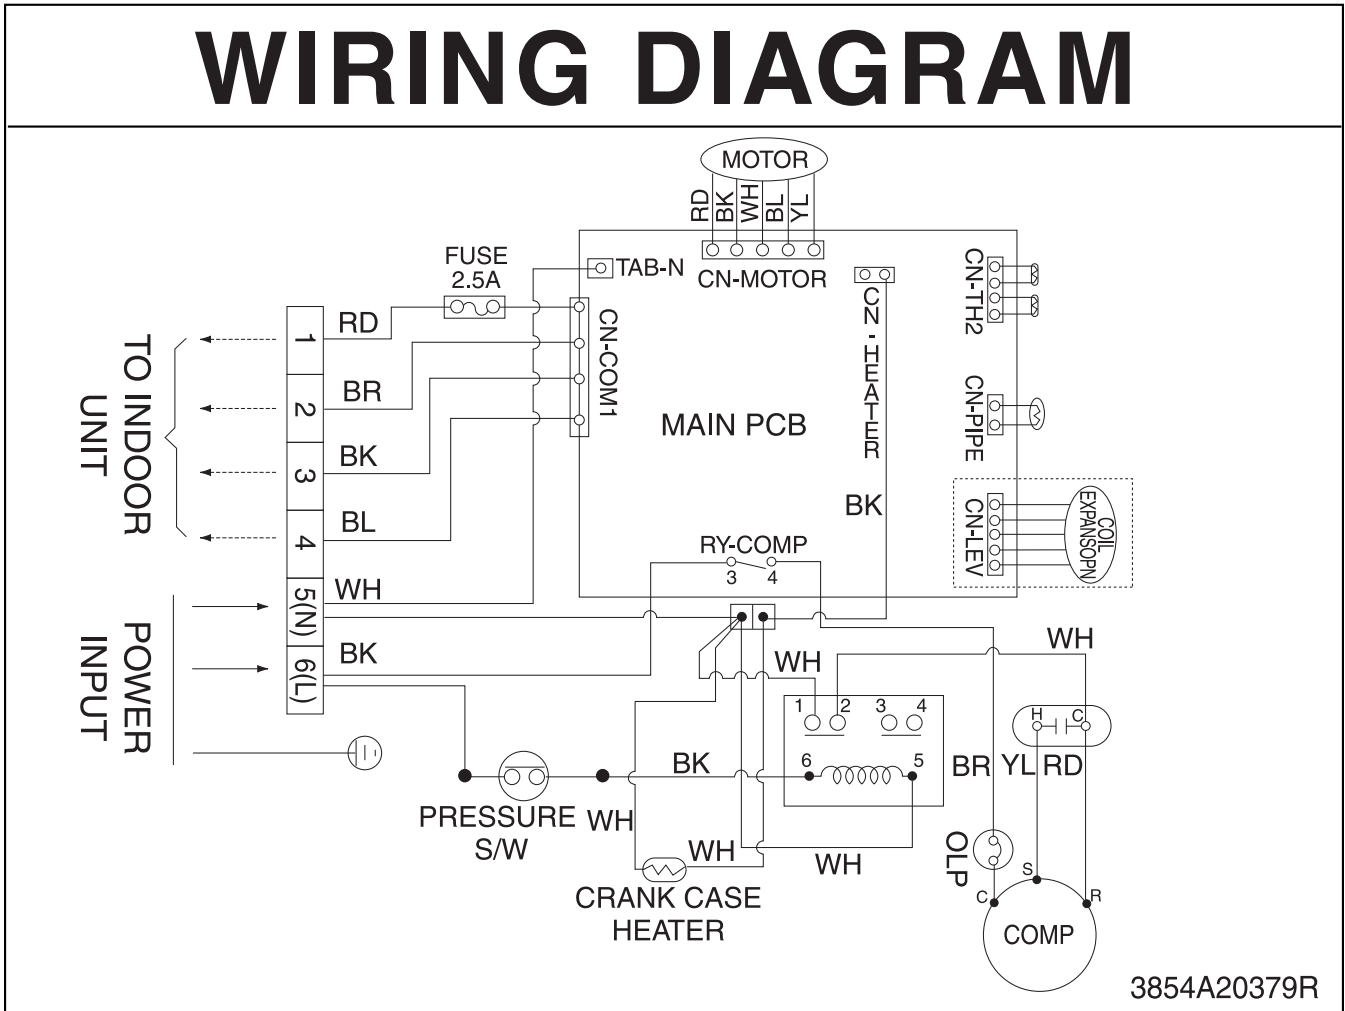 WIRING DIAGRAM
MOTOR
RD
BK
WH
BL
YL
FUSE
2.5A
TAB-N
CN-MOTOR
CN-TH2
CN-COM1
CN-HEATER
TO INDOOR
UNIT
1
RD
2
BR
3
BK
4
BL
MAIN PCB
CN-PIPE
BK
CN-LEV
COIL
EXPANSOPN
RY-COMP
3
4
POWER
INPUT
5(N)
WH
6(L)
BK
WH
WH
1
2
3
4
H
C
6
5
BK
BR
YL
RD
PRESSURE
S/W
WH
WH
WH
OLP
CRANK CASE
HEATER
C
S
R
COMP
3854A20379R